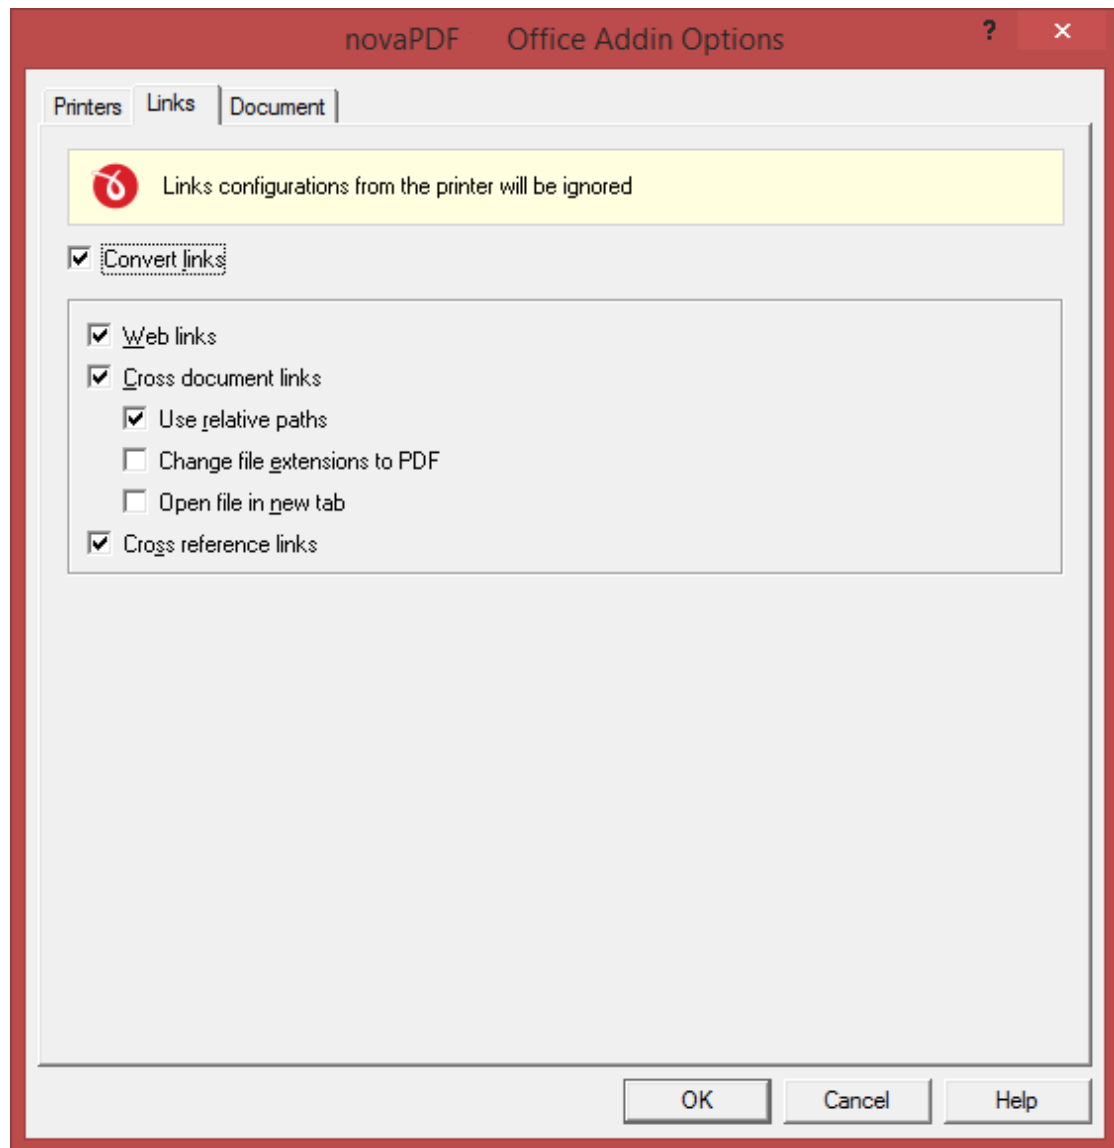 novaPDF Office Addin Options ?
Printers Links Document
Links configurations from the printer will be ignored
Convert links
Web links
Cross document links
Use relative paths
Change file extensions to PDF
Open file in new tab
Cross reference links
OK Cancel Help